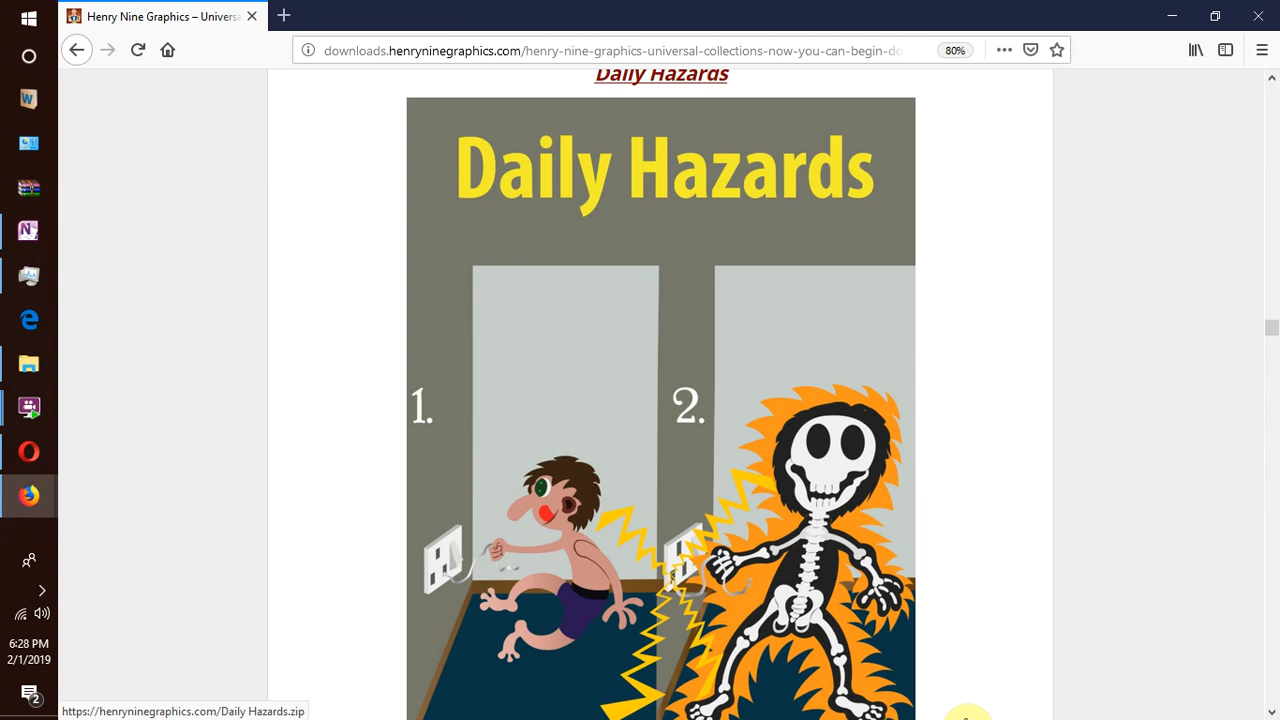 Henry Nine Graphics – Universa
downloads.henryninegraphics.com/henry-nine-graphics-universal-collections-now-you-can-begin-do
80%
Daily Hazards
Daily Hazards
1.
2.
6:28 PM
2/1/2019
2
https://henryninegraphics.com/Daily Hazards.zip